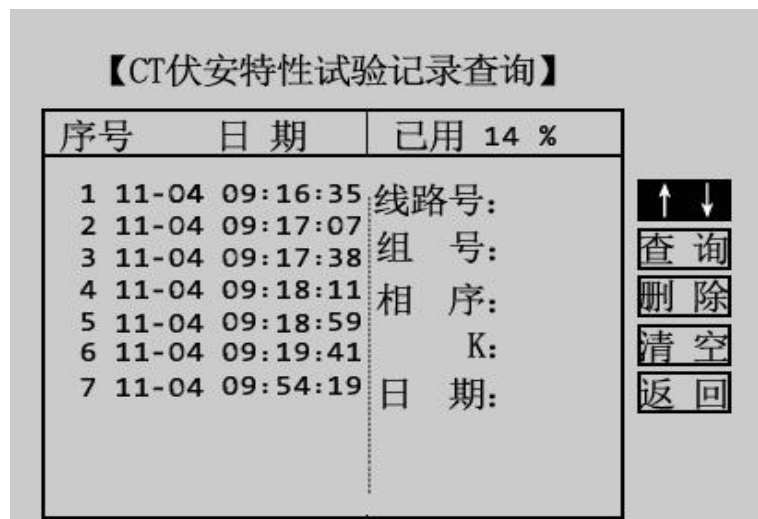 【CT伏安特性试验记录查询】
序号 日 期 已用 14 %
1 11-04 09:16:35
2 11-04 09:17:07
3 11-04 09:17:38
4 11-04 09:18:11
5 11-04 09:18:59
6 11-04 09:19:41
7 11-04 09:54:19
线路号：
组 号：
相 序：
K：
日 期：
↑ ↓
查 询
删 除
清 空
返 回